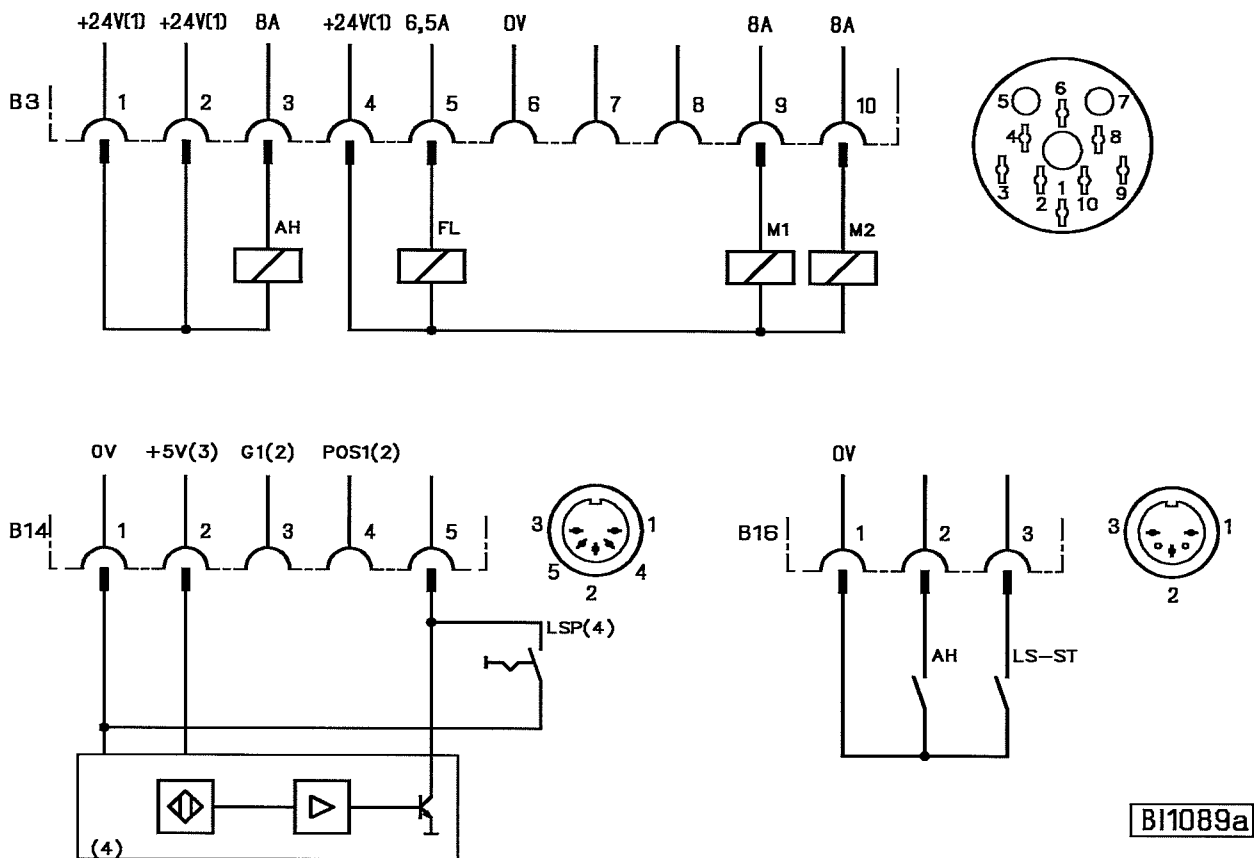 +24V(1) +24V(1) 8A +24V(1) 6,5A 0V 8A 8A
B3 1 2 3 4 5 6 7 8 9 10
AH FL M1 M2
5 6 7
4 8
3 2 1 10 9
0V +5V(3) G1(2) POS1(2)
B14 1 2 3 4 5
3 1
5 4
2
LSP(4)
(4)
0V
B16 1 2 3
3 1
2
AH LS-ST
BI1089a